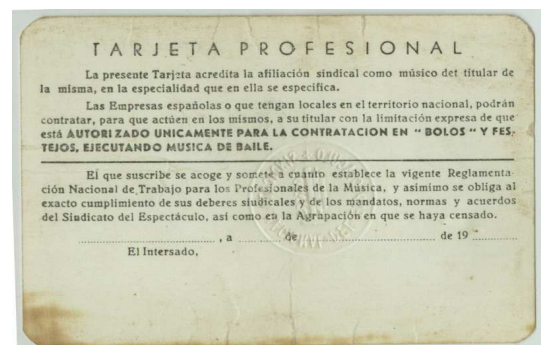 TARJETA PROFESIONAL
La presente Tarjeta acredita la afiliación sindical como músico det titular de
la misma, en la especialidad que en ella se especifica.
Las Empresas españolas o que tengan locales en el territorio nacional, podrán
contratar, para que actúen en los mismos, a su titular con la limitación expresa de que
está AUTORIZADO UNICAMENTE PARA LA CONTRATACION EN " BOLOS " Y FES-
TEJOS, EJECUTANDO MUSICA DE BAILE.
El que suscribe se acoge y somete a cuanto establece la vigente Reglamenta-
ción Nacional de Trabajo para los Profesionales de la Música, y asimimo se obliga al
exacto cumplimiento de sus deberes sindicales y de los mandatos, normas y acuerdos
del Sindicato del Espectáculo, así como en la Agrupación en que se haya censado.
, a de de 19
El Intersado,